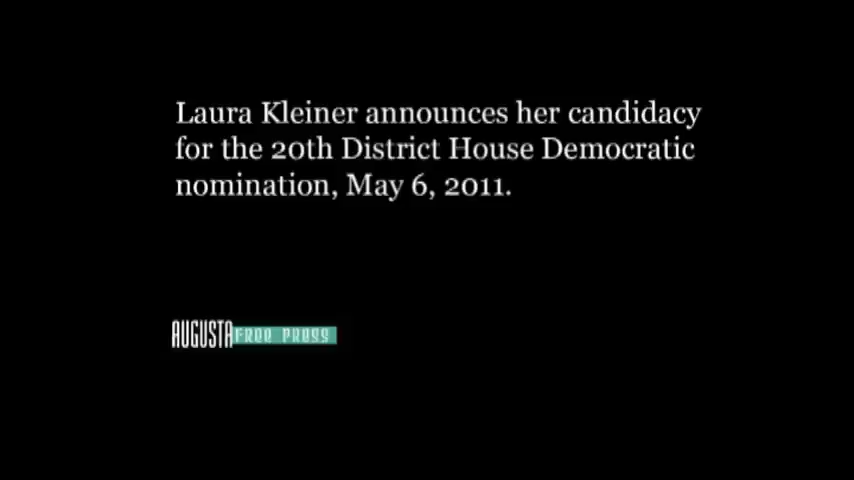 Laura Kleiner announces her candidacy
for the 20th District House Democratic
nomination, May 6, 2011.
AUGUSTA FREE PRESS